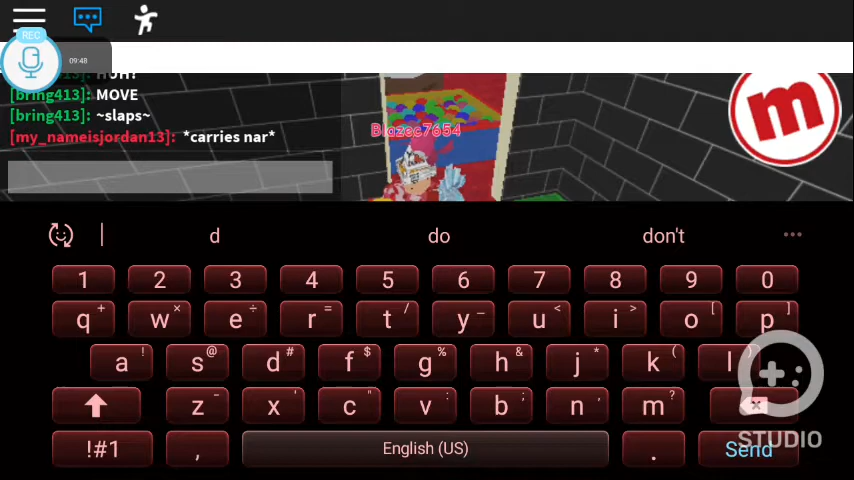 REC
09:48
HUH?
[bring413]: MOVE
[bring413]: ~slaps~
[my_nameisjordan13]: *carries nar*
Blazec7654
m
d do don't ...
1 2 3 4 5 6 7 8 9 0
q + w × e ÷ r = t / y _ u < i > o [ p ]
a ! s @ d # f $ g % h & j * k ( l )
z - x ' c " v : b ; n , m ?
!#1 , English (US) . Send
STUDIO